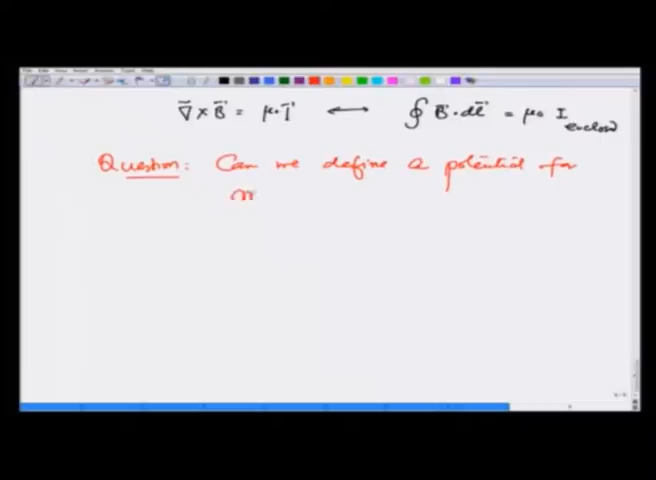 ∇⃗ × B⃗ = μ₀ J⃗ ⟷ ∮ B⃗ · dl⃗ = μ₀ I enclosed
Question: Can we define a potential for